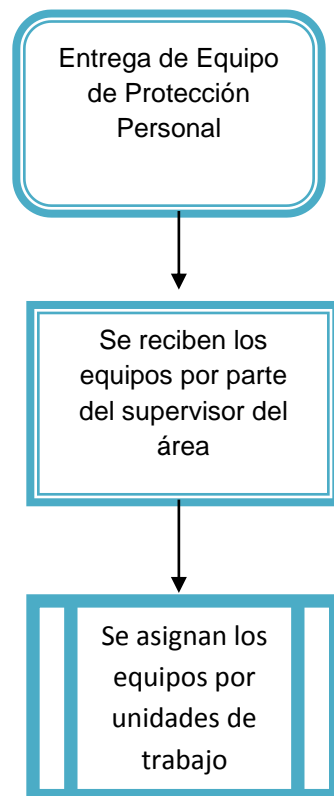 Entrega de Equipo
de Protección
Personal
Se reciben los
equipos por parte
del supervisor del
área
Se asignan los
equipos por
unidades de
trabajo